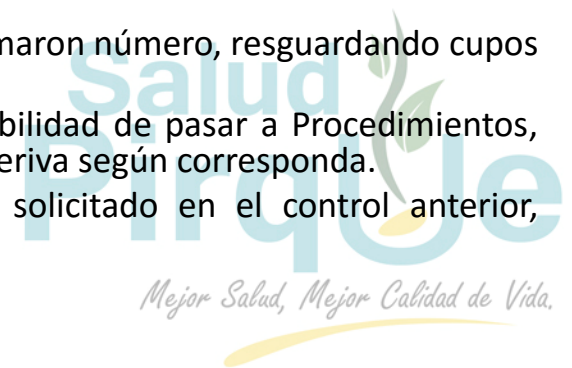 maron número, resguardando cupos
bilidad de pasar a Procedimientos,
eriva según corresponda.
solicitado en el control anterior,
Salud
Pirque
Mejor Salud, Mejor Calidad de Vida.